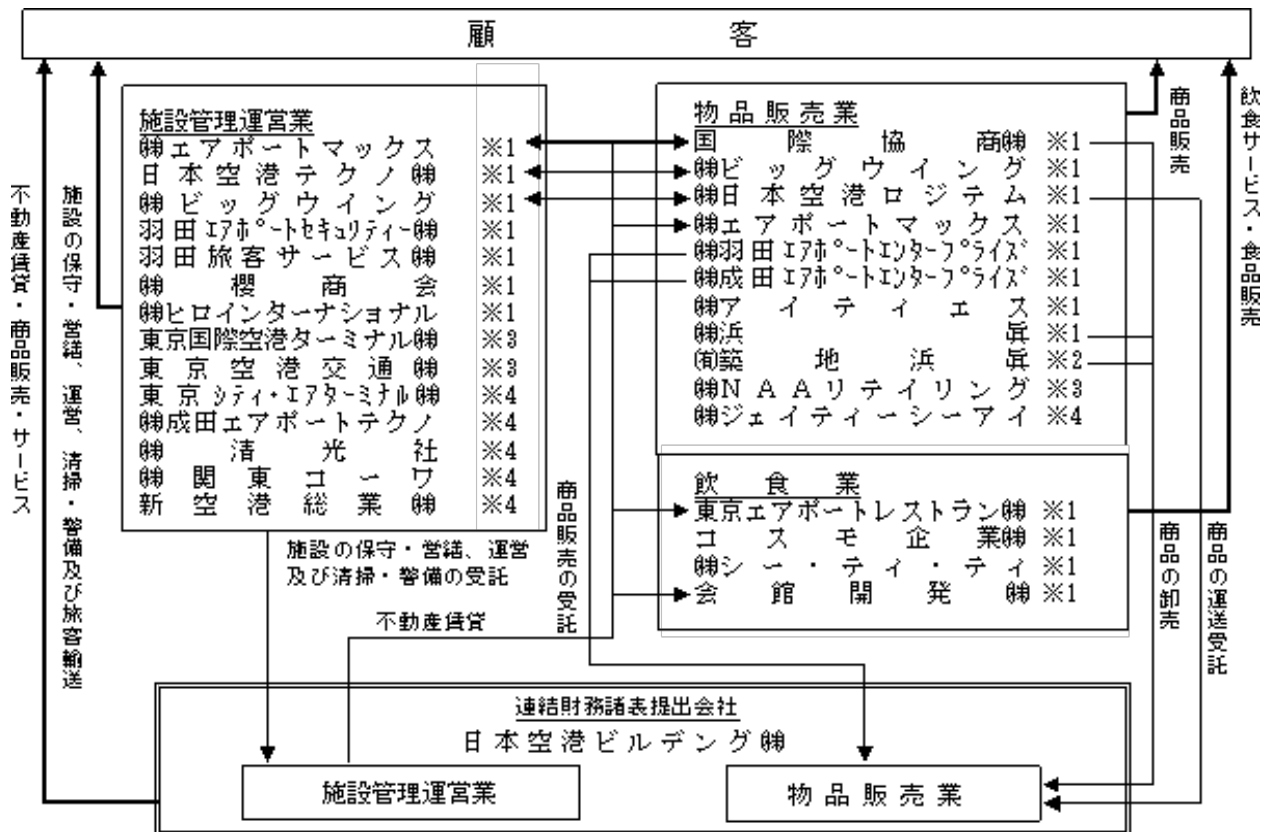 顧客
施設管理運営業
㈱エアポートマックス ※1
日本空港テクノ㈱ ※1
㈱ビッグウイング ※1
羽田エアポートセキュリティー㈱ ※1
羽田旅客サービス㈱ ※1
㈱櫻商会 ※1
㈱ヒロインターナショナル ※1
東京国際空港ターミナル㈱ ※3
東京空港交通㈱ ※3
東京シティ・エアターミナル㈱ ※4
㈱成田エアポートテクノ ※4
㈱清光社 ※4
㈱関東コーワ ※4
新空港総業㈱ ※4
物品販売業
国際協商㈱ ※1
㈱ビッグウイング ※1
㈱日本空港ロジテム ※1
㈱エアポートマックス ※1
㈱羽田エアポートエンタープライズ ※1
㈱成田エアポートエンタープライズ ※1
㈱アイティエス ※1
㈱浜眞 ※1
㈲築地浜眞 ※2
㈱NAAリテイリング ※3
㈱ジェイティーシーアイ ※4
飲食業
東京エアポートレストラン㈱ ※1
コスモ企業㈱ ※1
㈱シー・ティ・ティ ※1
会館開発㈱ ※1
不動産賃貸・商品販売・サービス
施設の保守・営繕、運営、清掃・警備及び旅客輸送
商品販売
飲食サービス・食品販売
施設の保守・営繕、運営
及び清掃・警備の受託
不動産賃貸
商品販売の受託
商品の卸売
商品の運送受託
連結財務諸表提出会社
日本空港ビルデング㈱
施設管理運営業
物品販売業